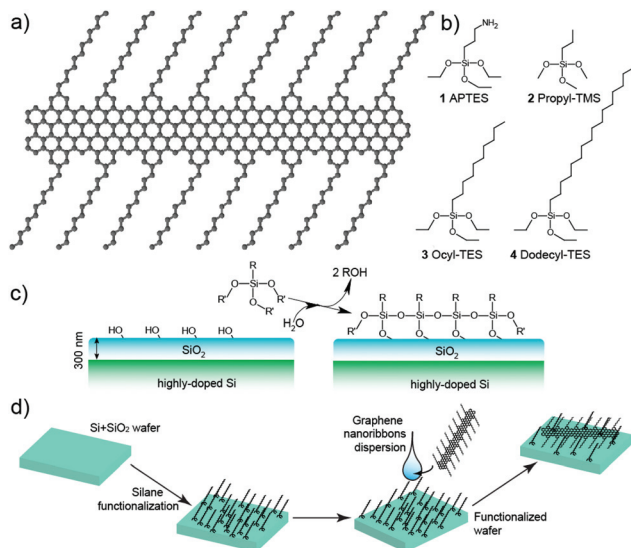 a)
b)
NH2
Si
O
O
O
1 APTES
Si
O
O
O
2 Propyl-TMS
Si
O
O
O
3 Ocyl-TES
Si
O
O
O
4 Dodecyl-TES
c)
R
Si
R'
O
O
O
R'
R'
2 ROH
H2O
300 nm
HO HO HO HO
SiO2
highly-doped Si
R R R R
R' O Si O Si O Si O Si O R'
O O O O
SiO2
highly-doped Si
d)
Si+SiO2 wafer
Silane
functionalization
Graphene
nanoribbons
dispersion
Functionalized
wafer